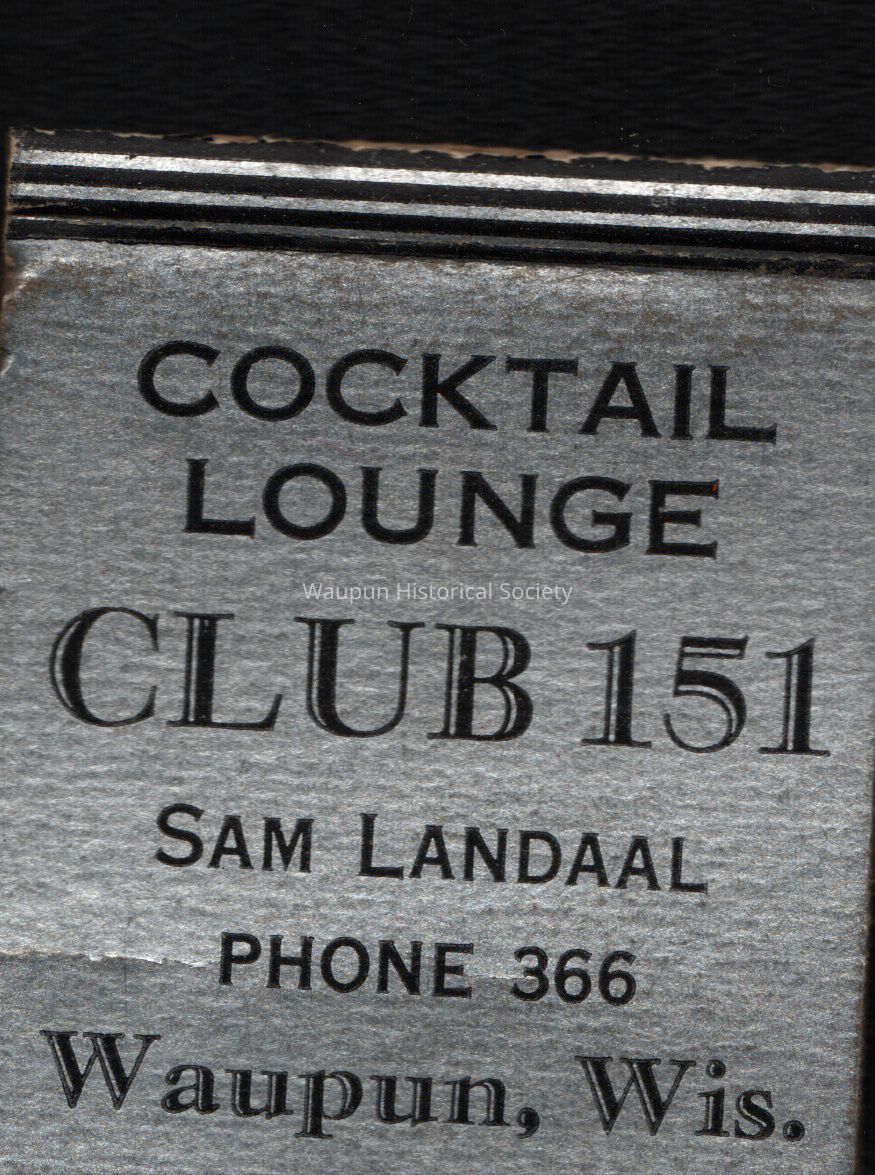 COCKTAIL
LOUNGE
Waupun Historical Society
CLUB 151
SAM LANDAAL
PHONE 366
Waupun, Wis.